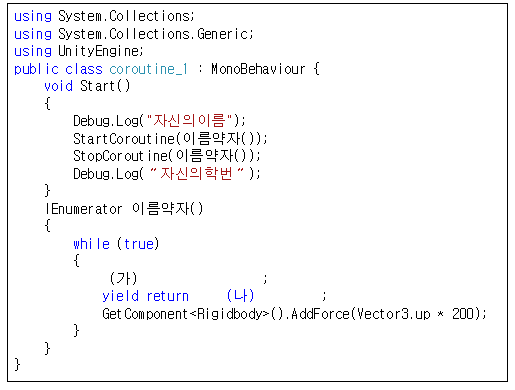 using System.Collections;
using System.Collections.Generic;
using UnityEngine;
public class coroutine_1 : MonoBehaviour {
void Start()
{
Debug.Log("자신의이름");
StartCoroutine(이름약자());
StopCoroutine(이름약자());
Debug.Log(“자신의학번”);
}
IEnumerator 이름약자()
{
while (true)
{
(가) ;
yield return (나) ;
GetComponent<Rigidbody>().AddForce(Vector3.up * 200);
}
}
}